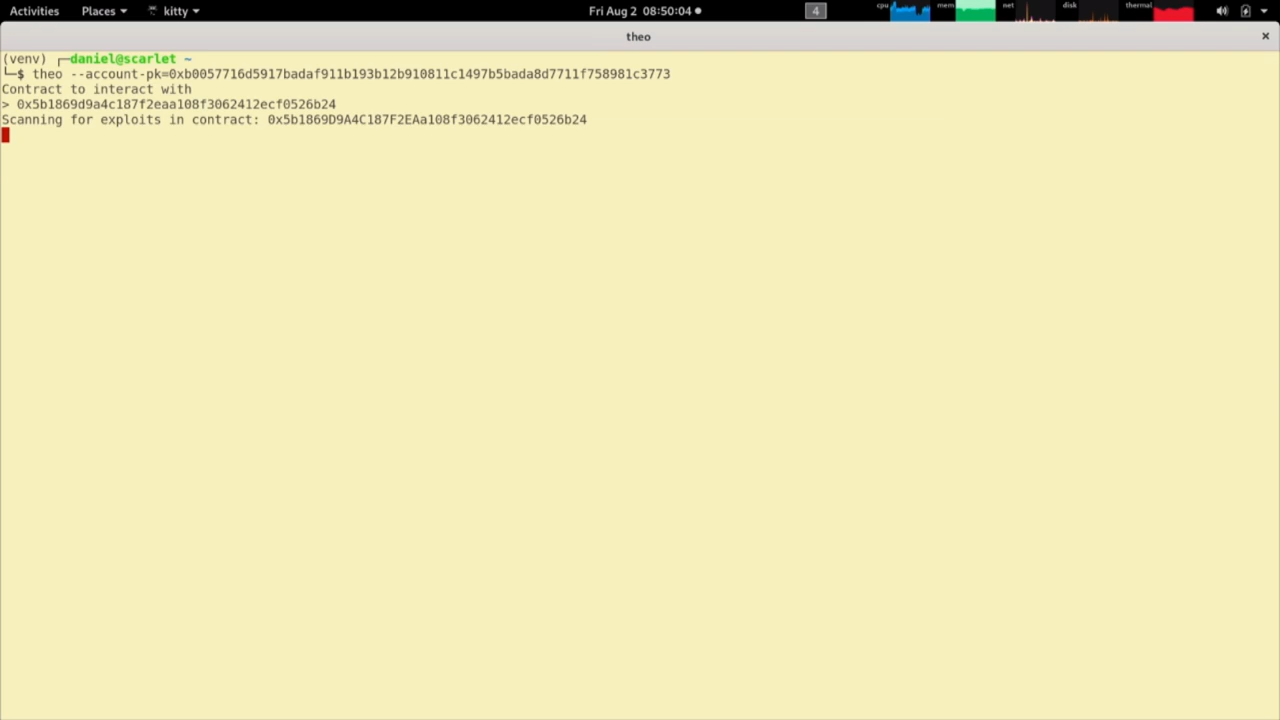 Activities Places kitty Fri Aug 2 08:50:04 4 cpu mem net disk thermal
theo
(venv) ┌─daniel@scarlet ~
└─$ theo --account-pk=0xb0057716d5917badaf911b193b12b910811c1497b5bada8d7711f758981c3773
Contract to interact with
> 0x5b1869d9a4c187f2eaa108f3062412ecf0526b24
Scanning for exploits in contract: 0x5b1869D9A4C187F2EAa108f3062412ecf0526b24